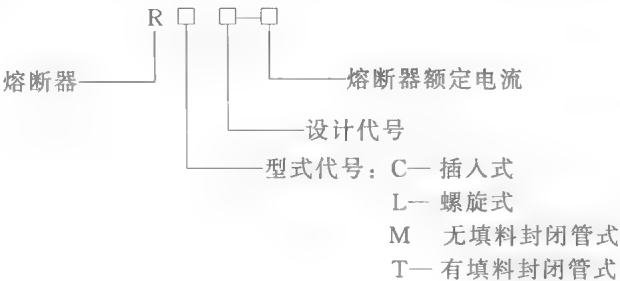 R □ □—□
熔断器
熔断器额定电流
设计代号
型式代号：C— 插入式
L— 螺旋式
M 无填料封闭管式
T— 有填料封闭管式